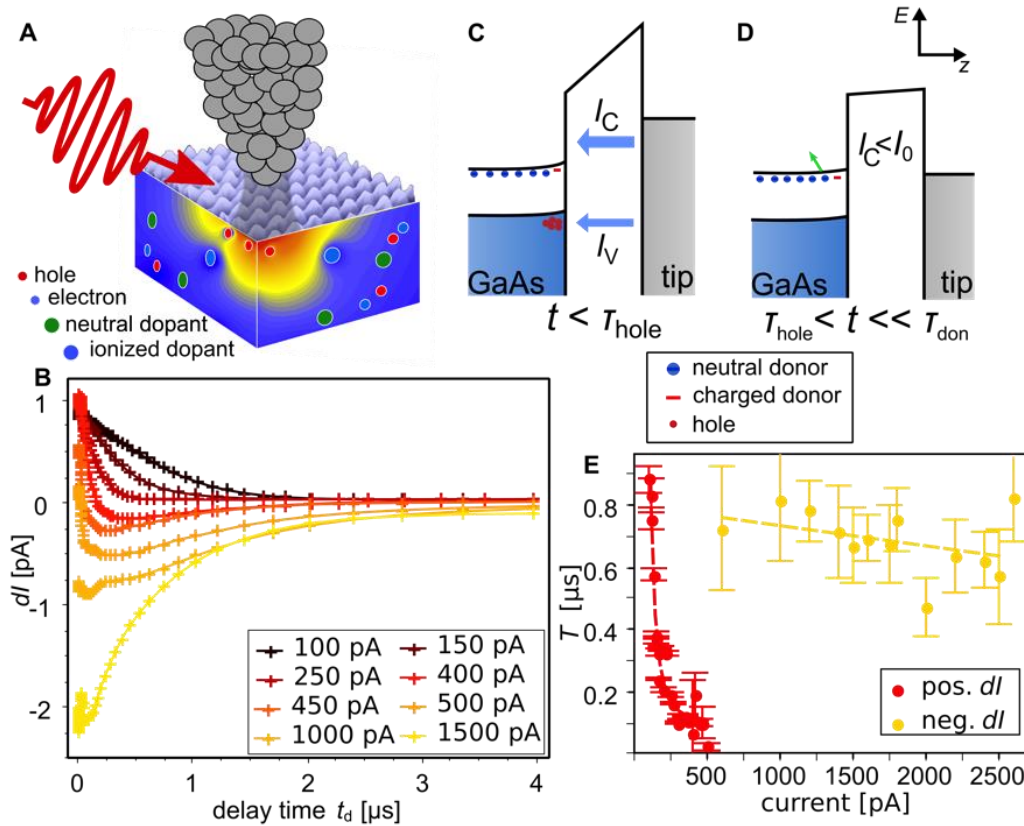 A
hole
electron
neutral dopant
ionized dopant
C
I_C
I_V
GaAs
tip
t < τ_hole
D
E
z
I_C<I_0
GaAs
tip
τ_hole < t << τ_don
neutral donor
charged donor
hole
B
1
0
-1
-2
dI [pA]
100 pA
150 pA
250 pA
400 pA
450 pA
500 pA
1000 pA
1500 pA
0
1
2
3
4
delay time t_d [µs]
E
0.8
0.6
0.4
0.2
T [µs]
pos. dI
neg. dI
500
1000
1500
2000
2500
current [pA]